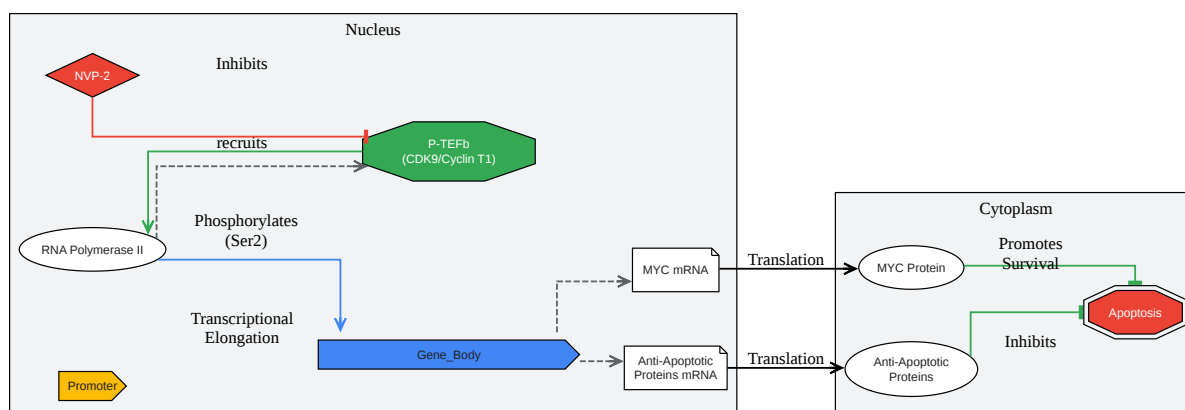 Nucleus
NVP-2
Inhibits
recruits
P-TEFb
(CDK9/Cyclin T1)
RNA Polymerase II
Phosphorylates
(Ser2)
Transcriptional
Elongation
Gene_Body
Promoter
MYC mRNA
Anti-Apoptotic
Proteins mRNA
Translation
Translation
Cytoplasm
MYC Protein
Promotes
Survival
Apoptosis
Inhibits
Anti-Apoptotic
Proteins